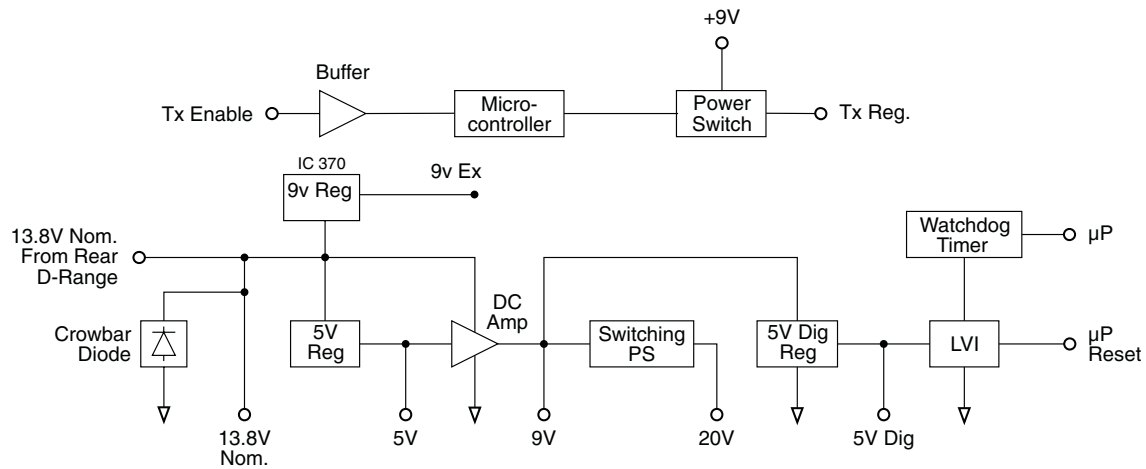 +9V
Buffer
Tx Enable
Micro-
controller
Power
Switch
Tx Reg.
IC 370
9v Reg
9v Ex
13.8V Nom.
From Rear
D-Range
Watchdog
Timer
µP
Crowbar
Diode
5V
Reg
DC
Amp
Switching
PS
5V Dig
Reg
LVI
µP
Reset
13.8V
Nom.
5V
9V
20V
5V Dig